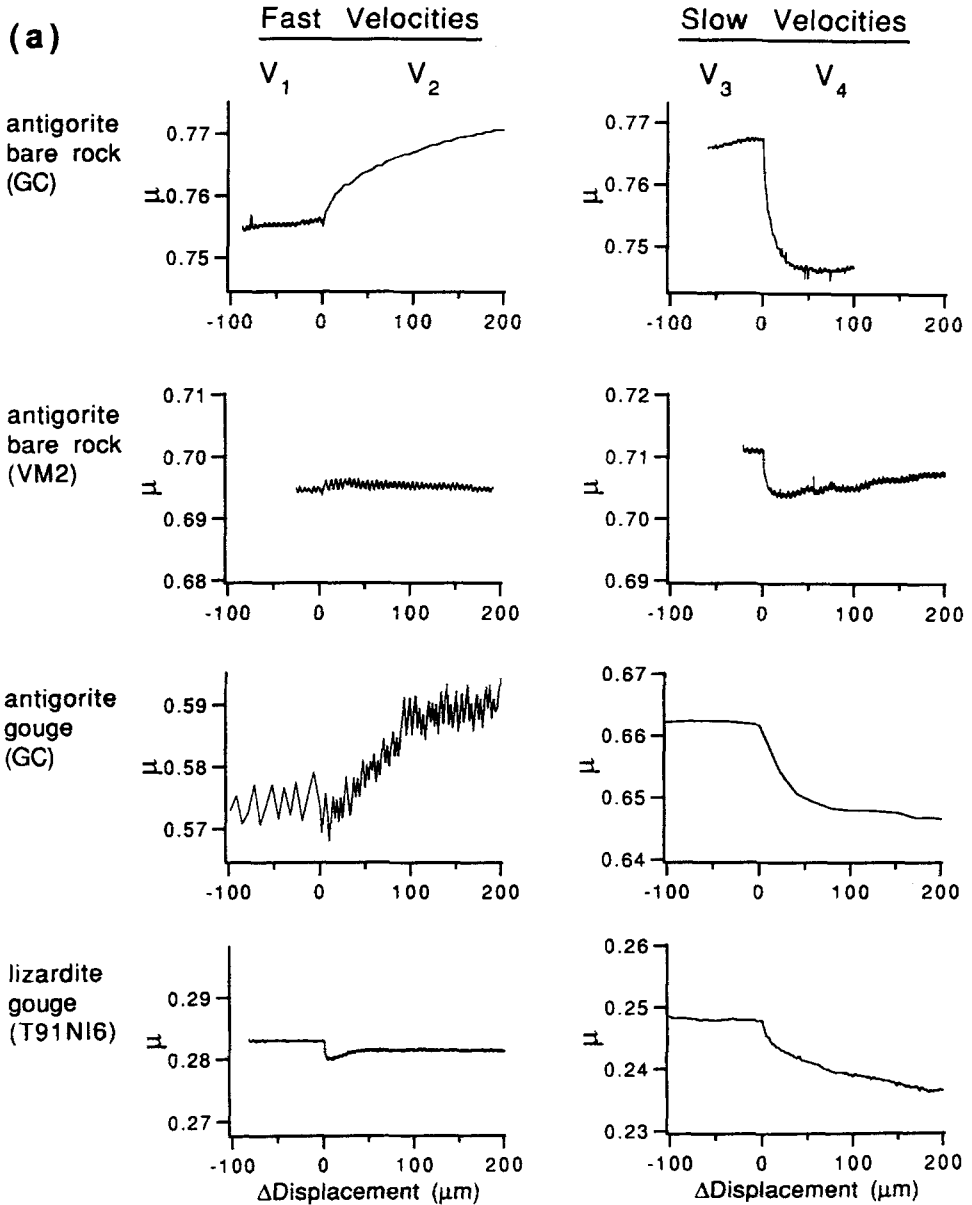 (a)
Fast Velocities
Slow Velocities
V1 V2
V3 V4
antigorite
bare rock
(GC)
μ
0.77
0.76
0.75
-100 0 100 200
μ
0.77
0.76
0.75
-100 0 100 200
antigorite
bare rock
(VM2)
μ
0.71
0.70
0.69
0.68
-100 0 100 200
μ
0.72
0.71
0.70
0.69
-100 0 100 200
antigorite
gouge
(GC)
μ
0.59
0.58
0.57
-100 0 100 200
μ
0.67
0.66
0.65
0.64
-100 0 100 200
lizardite
gouge
(T91NI6)
μ
0.29
0.28
0.27
-100 0 100 200
ΔDisplacement (μm)
μ
0.26
0.25
0.24
0.23
-100 0 100 200
ΔDisplacement (μm)